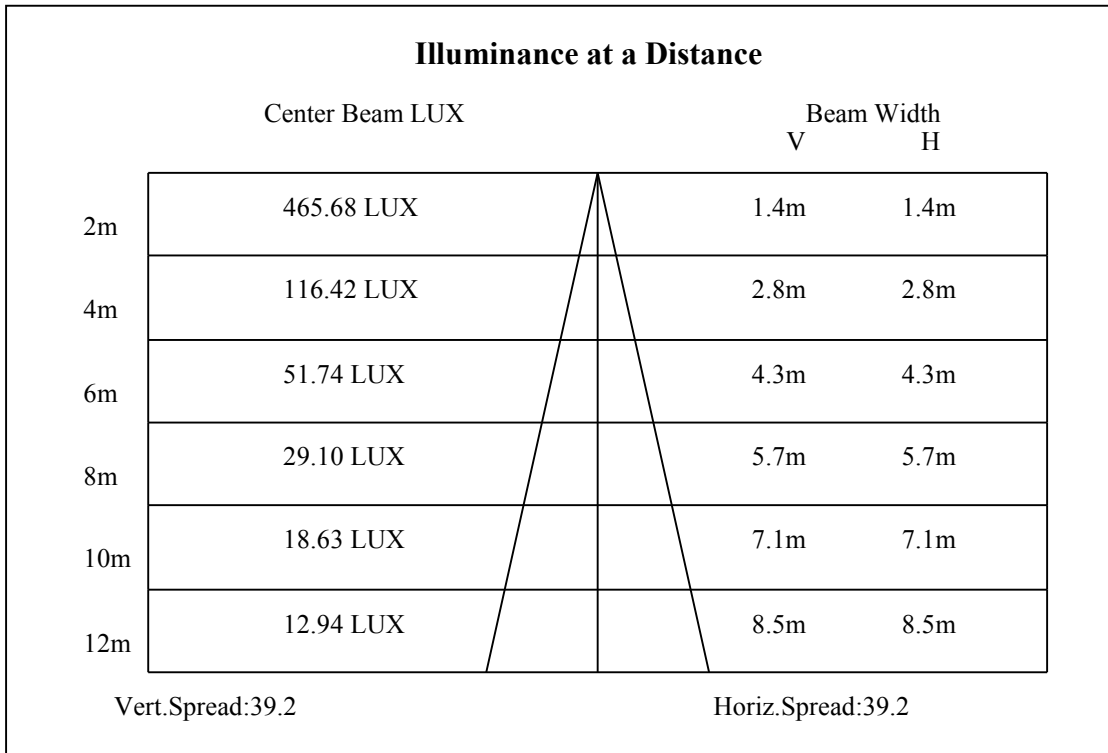 Illuminance at a Distance
Center Beam LUX Beam Width
V H
2m 465.68 LUX 1.4m 1.4m
4m 116.42 LUX 2.8m 2.8m
6m 51.74 LUX 4.3m 4.3m
8m 29.10 LUX 5.7m 5.7m
10m 18.63 LUX 7.1m 7.1m
12m 12.94 LUX 8.5m 8.5m
Vert.Spread:39.2 Horiz.Spread:39.2